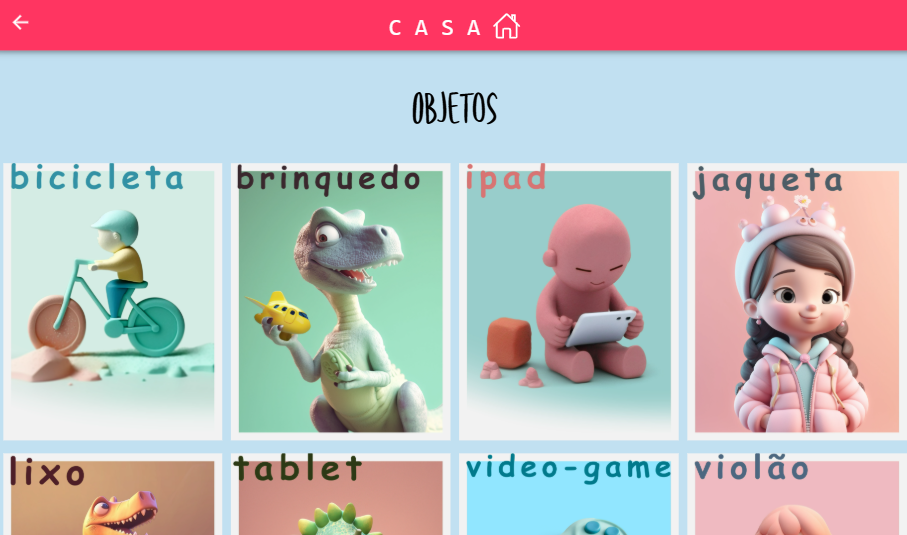 CASA
OBJETOS
bicicleta
brinquedo
ipad
jaqueta
lixo
tablet
video-game
violão